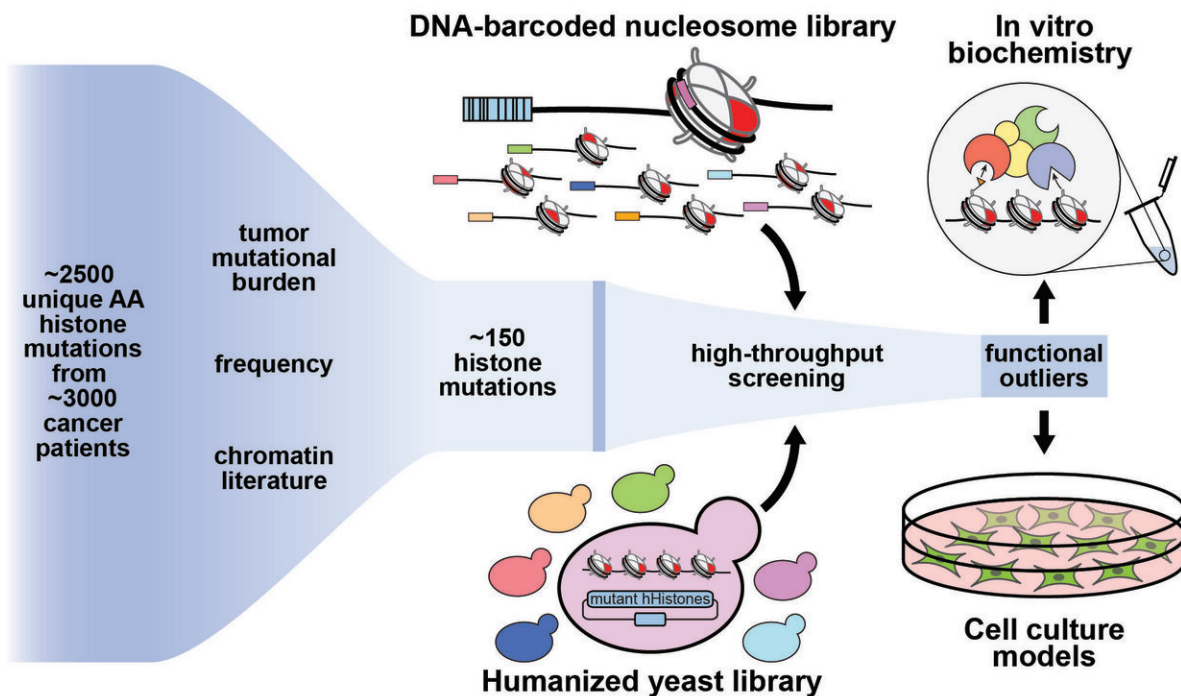 DNA-barcoded nucleosome library
In vitro
biochemistry
~2500
unique AA
histone
mutations
from
~3000
cancer
patients
tumor
mutational
burden
frequency
chromatin
literature
~150
histone
mutations
high-throughput
screening
functional
outliers
mutant hHistones
Humanized yeast library
Cell culture
models